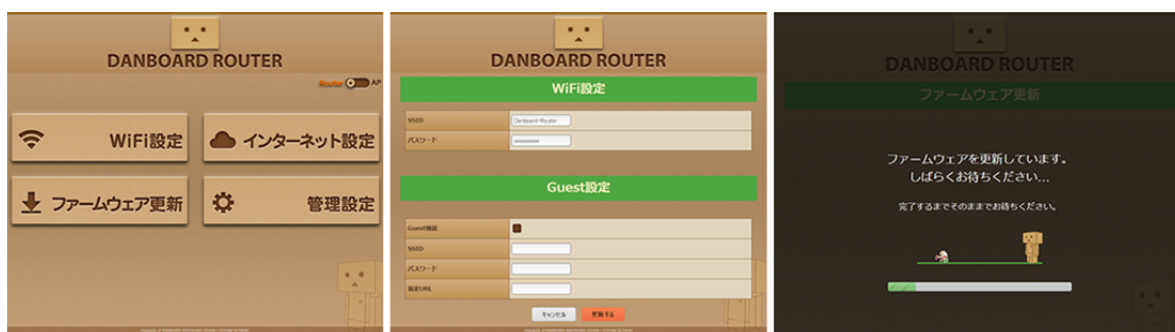 DANBOARD ROUTER
Router AP
WiFi設定
インターネット設定
ファームウェア更新
管理設定
DANBOARD ROUTER
WiFi設定
SSID
Danboard-Router
パスワード
Guest設定
Guest機能
SSID
パスワード
指定URL
キャンセル
更新する
DANBOARD ROUTER
ファームウェア更新
ファームウェアを更新しています。
しばらくお待ちください...
完了するまでそのままでお待ちください。